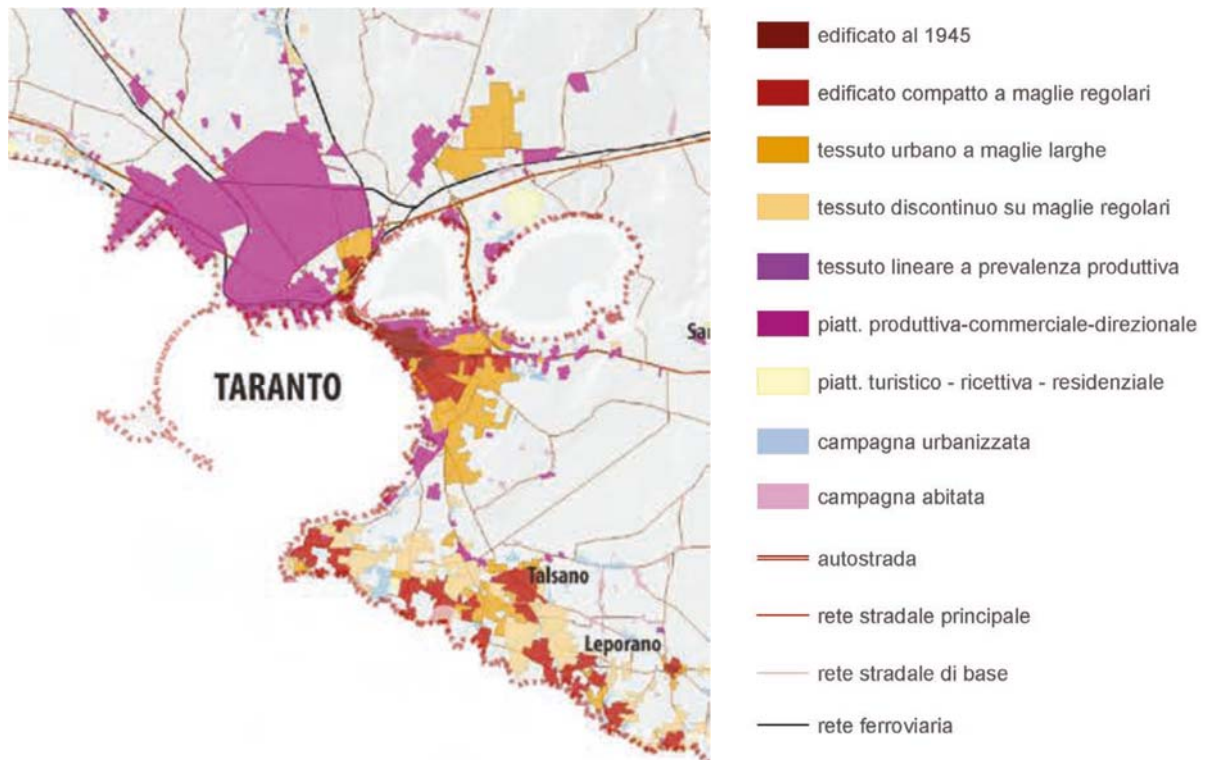 TARANTO
Sa
Talsano
Leporano
edificato al 1945
edificato compatto a maglie regolari
tessuto urbano a maglie larghe
tessuto discontinuo su maglie regolari
tessuto lineare a prevalenza produttiva
piatt. produttiva-commerciale-direzionale
piatt. turistico - ricettiva - residenziale
campagna urbanizzata
campagna abitata
autostrada
rete stradale principale
rete stradale di base
rete ferroviaria